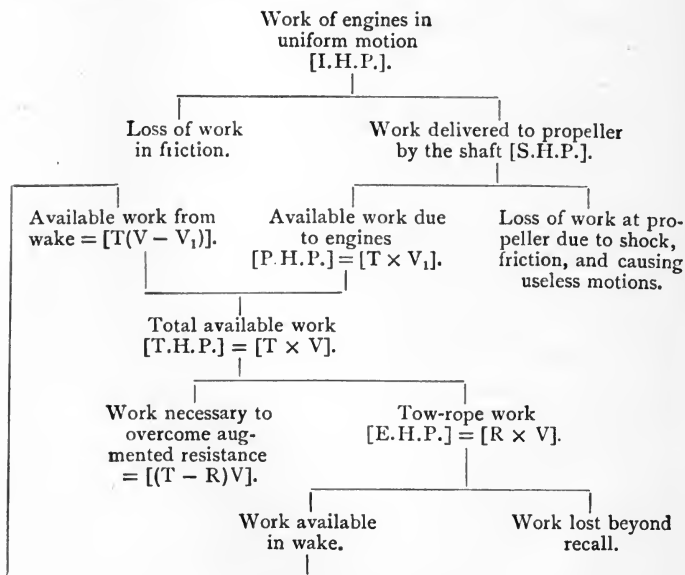 Work of engines in
uniform motion
[I.H.P.].
Loss of work
in friction.
Work delivered to propeller
by the shaft [S.H.P.].
Available work from
wake = [T(V – V₁)].
Available work due
to engines
[P.H.P.] = [T × V₁].
Loss of work at pro-
peller due to shock,
friction, and causing
useless motions.
Total available work
[T.H.P.] = [T × V].
Work necessary to
overcome aug-
mented resistance
= [(T – R)V].
Tow-rope work
[E.H.P.] = [R × V].
Work available
in wake.
Work lost beyond
recall.